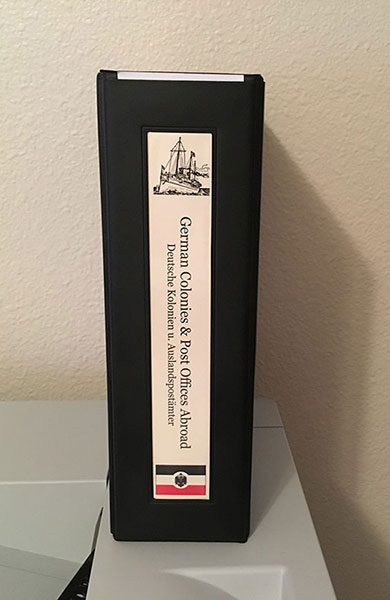 German Colonies & Post Offices Abroad
Deutsche Kolonien u. Auslandspostämter